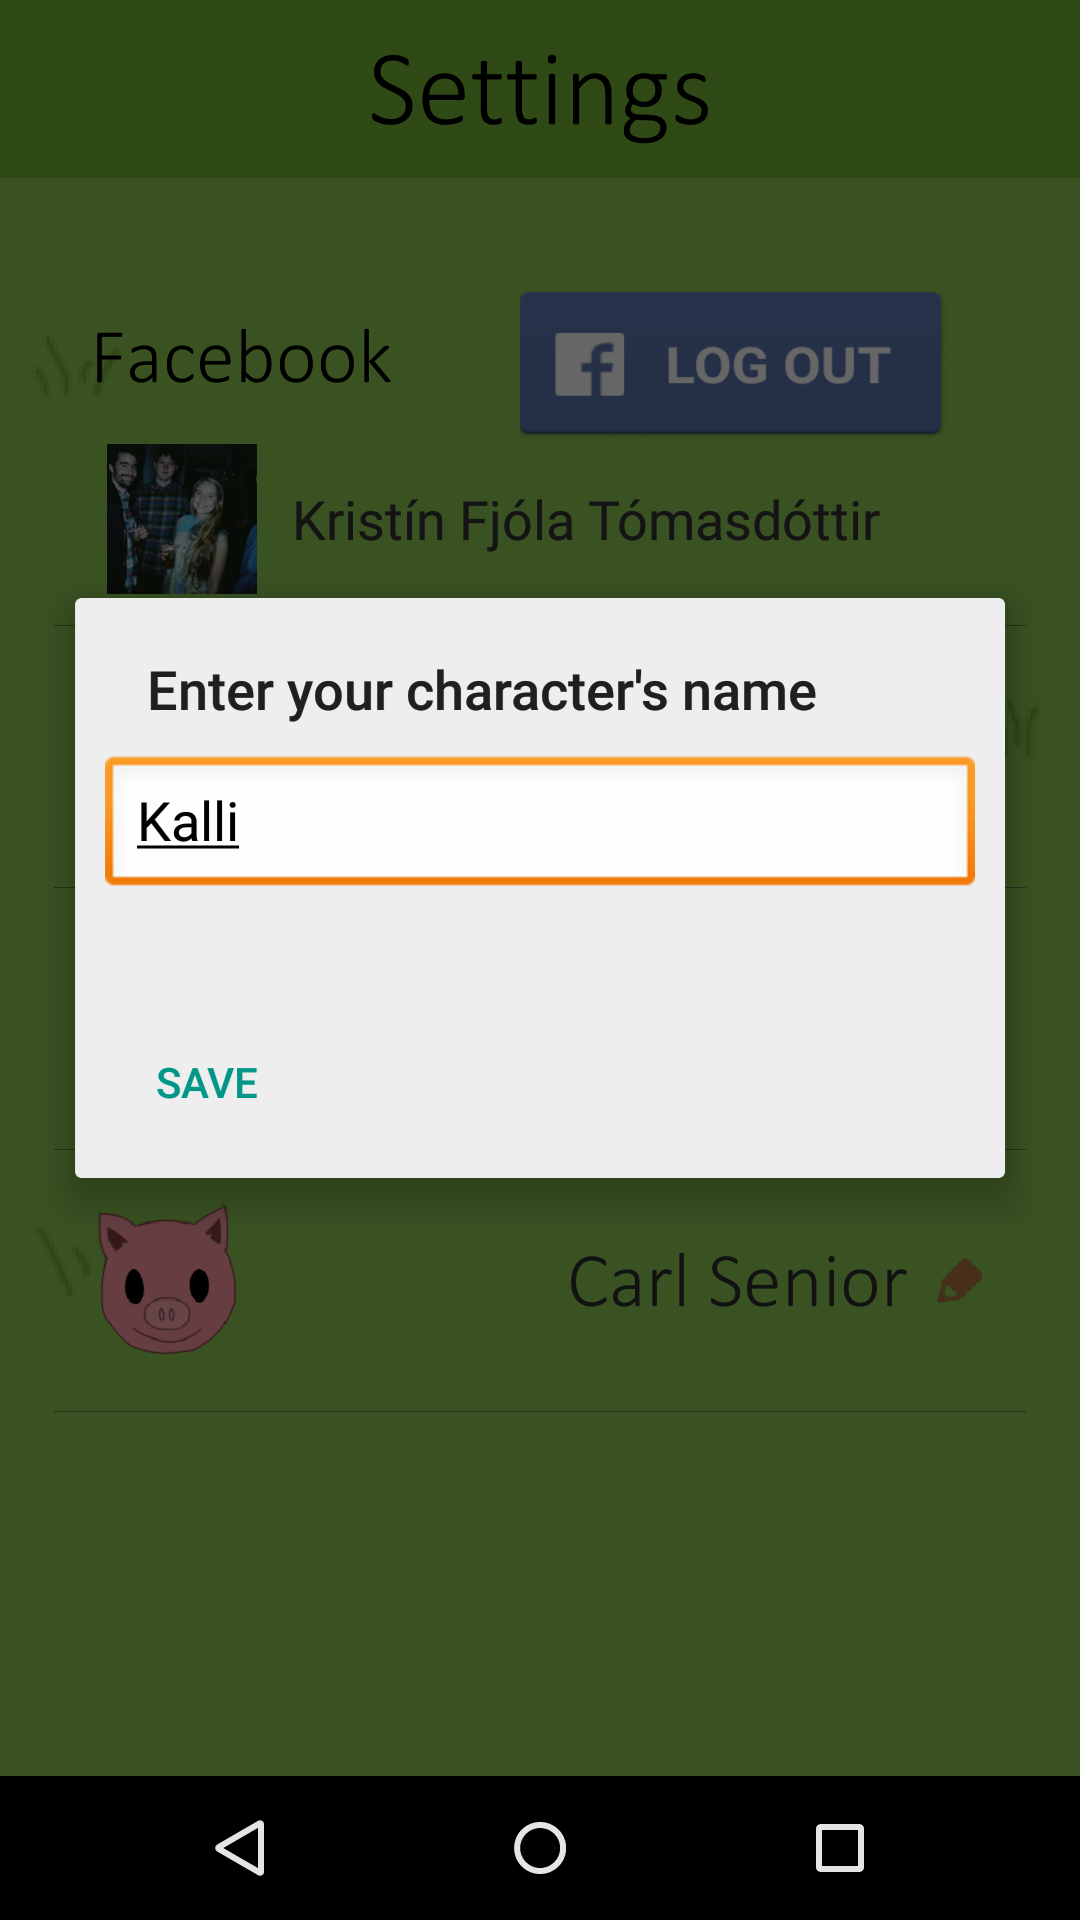 Settings
Facebook
LOG OUT
Kristín Fjóla Tómasdóttir
Enter your character's name
Kalli
SAVE
Carl Senior